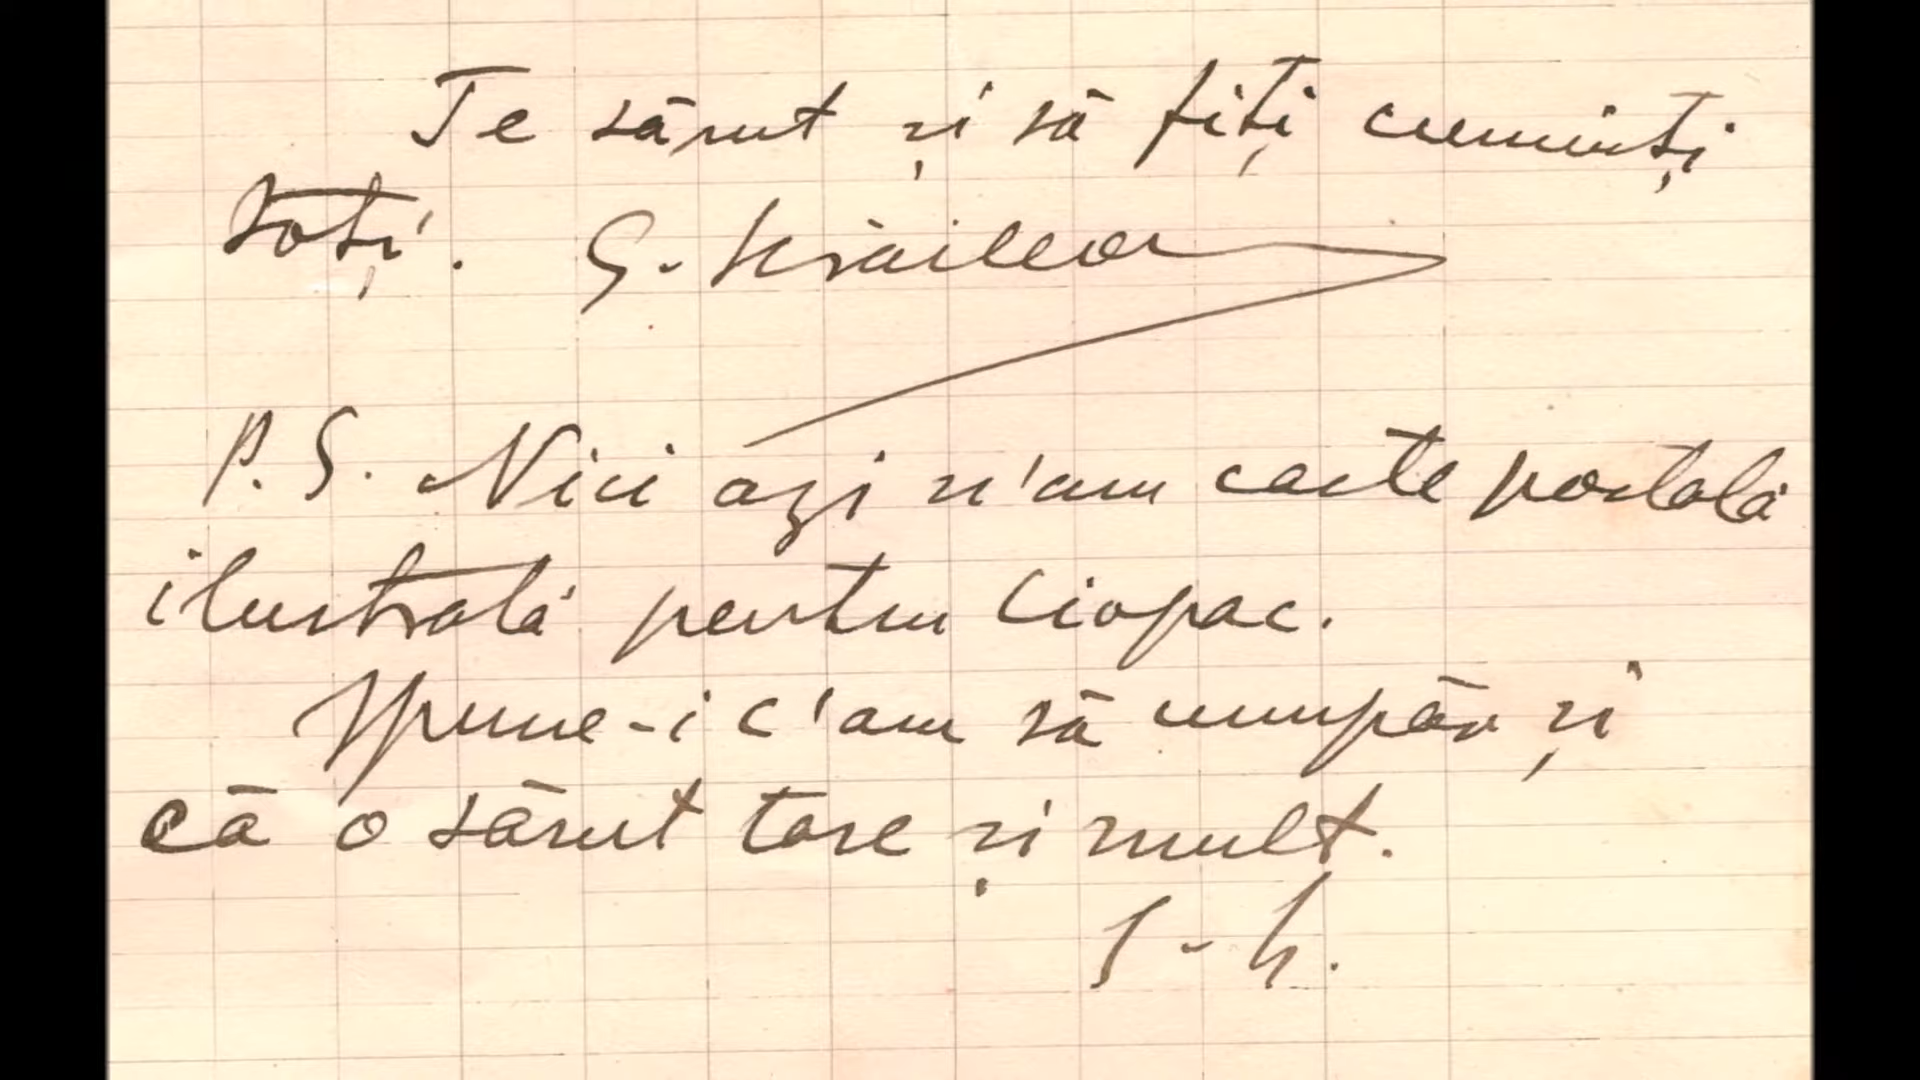 Te sărut și să fiți cuminți
toți. G.
P.S. Nici azi n'am carte poștală
ilustrată pentru Ciopac.
Spune-i c'am să cumpăr și
că o sărut tare și mult.